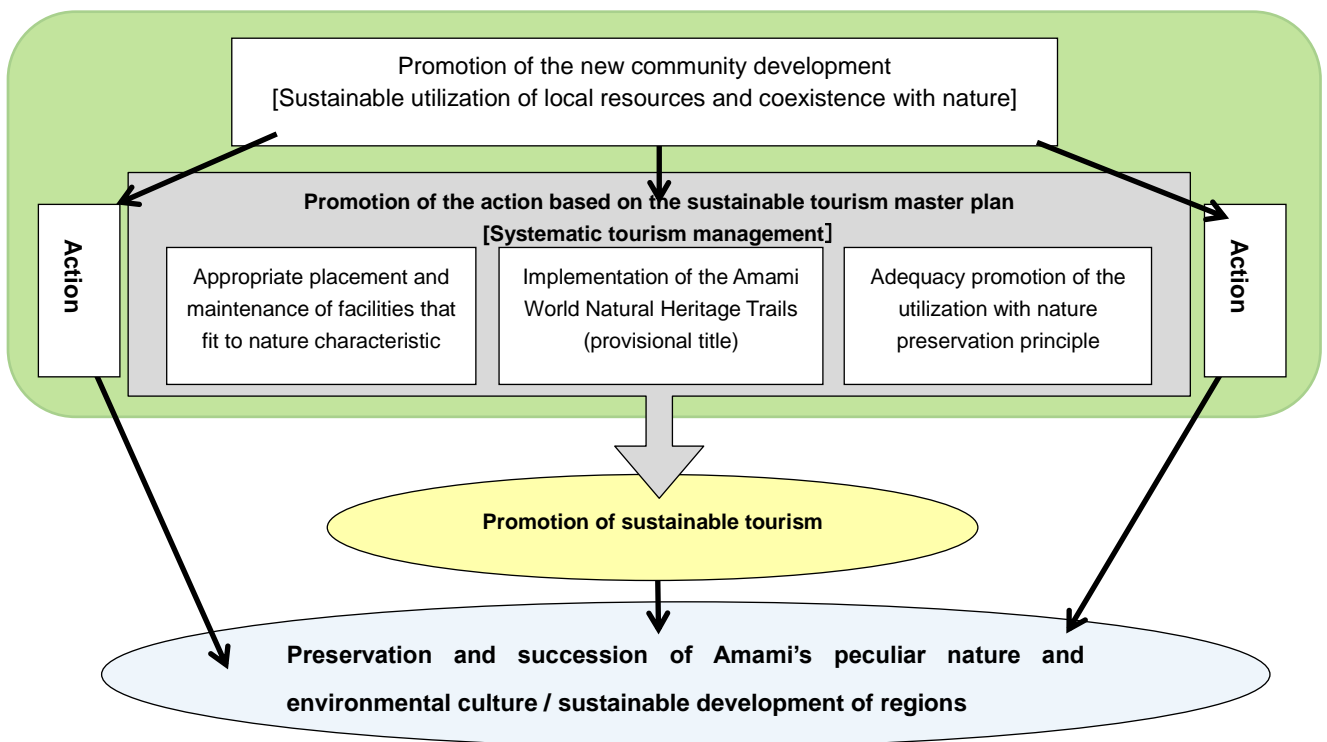 Promotion of the new community development
[Sustainable utilization of local resources and coexistence with nature]
Promotion of the action based on the sustainable tourism master plan
[Systematic tourism management］
Action
Appropriate placement and
maintenance of facilities that
fit to nature characteristic
Implementation of the Amami
World Natural Heritage Trails
(provisional title)
Adequacy promotion of the
utilization with nature
preservation principle
Action
Promotion of sustainable tourism
Preservation and succession of Amami's peculiar nature and
environmental culture / sustainable development of regions